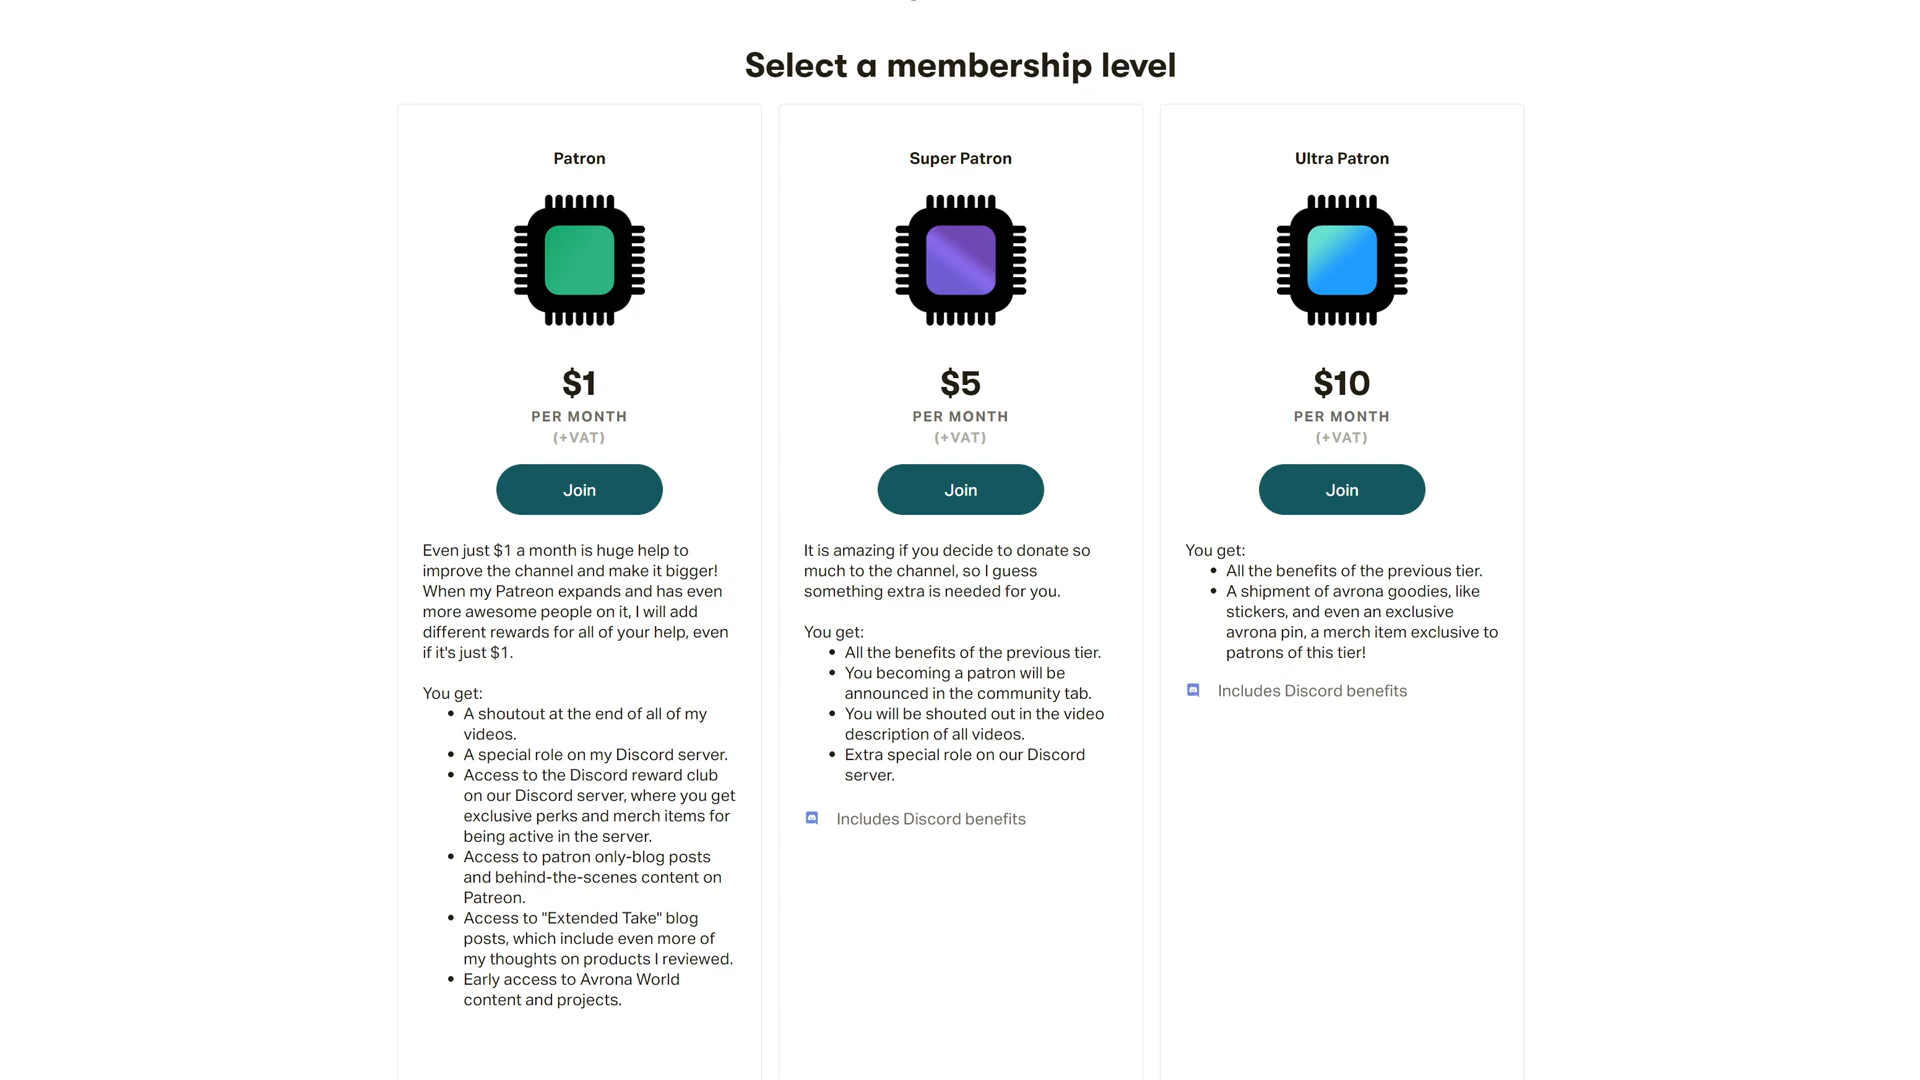 Select a membership level
Patron
$1
PER MONTH
(+VAT)
Join
Even just $1 a month is huge help to
improve the channel and make it bigger!
When my Patreon expands and has even
more awesome people on it, I will add
different rewards for all of your help, even
if it's just $1.
You get:
• A shoutout at the end of all of my
videos.
• A special role on my Discord server.
• Access to the Discord reward club
on our Discord server, where you get
exclusive perks and merch items for
being active in the server.
• Access to patron only-blog posts
and behind-the-scenes content on
Patreon.
• Access to "Extended Take" blog
posts, which include even more of
my thoughts on products I reviewed.
• Early access to Avrona World
content and projects.
Super Patron
$5
PER MONTH
(+VAT)
Join
It is amazing if you decide to donate so
much to the channel, so I guess
something extra is needed for you.
You get:
• All the benefits of the previous tier.
• You becoming a patron will be
announced in the community tab.
• You will be shouted out in the video
description of all videos.
• Extra special role on our Discord
server.
Includes Discord benefits
Ultra Patron
$10
PER MONTH
(+VAT)
Join
You get:
• All the benefits of the previous tier.
• A shipment of avrona goodies, like
stickers, and even an exclusive
avrona pin, a merch item exclusive to
patrons of this tier!
Includes Discord benefits